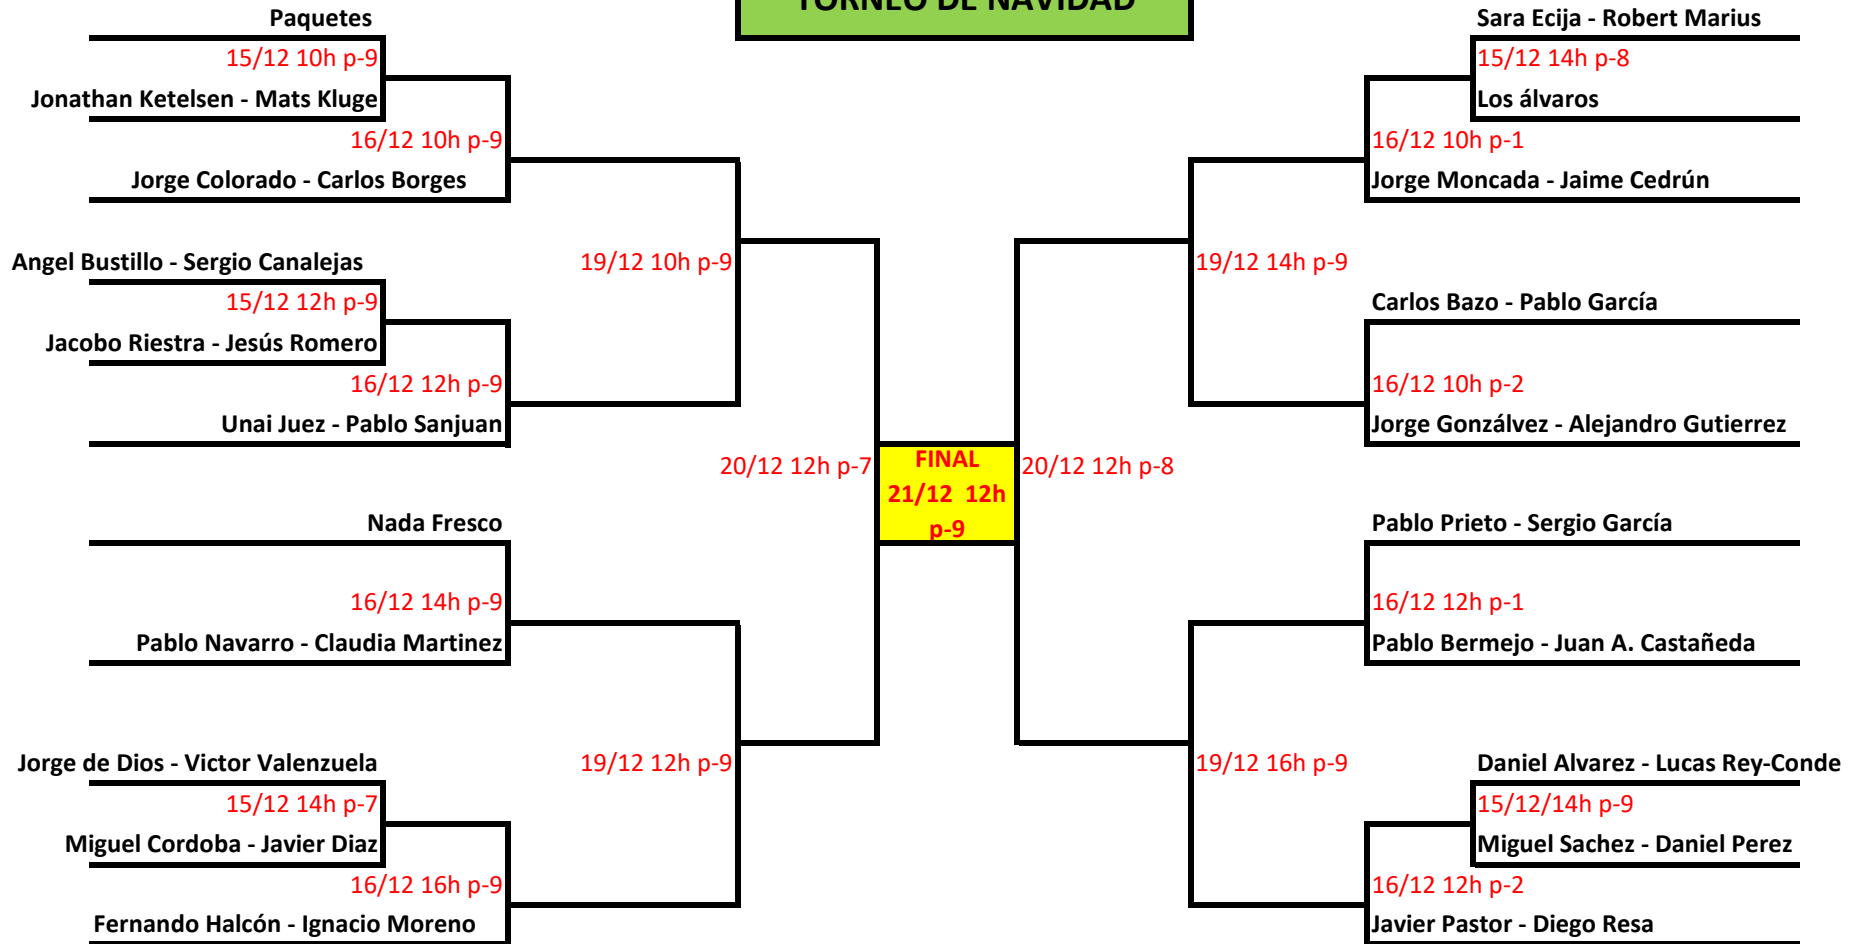 TORNEO DE NAVIDAD
Paquetes
15/12 10h p-9
Jonathan Ketelsen - Mats Kluge
16/12 10h p-9
Jorge Colorado - Carlos Borges
Angel Bustillo - Sergio Canalejas
19/12 10h p-9
15/12 12h p-9
Jacobo Riestra - Jesús Romero
16/12 12h p-9
Unai Juez - Pablo Sanjuan
20/12 12h p-7
Nada Fresco
16/12 14h p-9
Pablo Navarro - Claudia Martinez
Jorge de Dios - Victor Valenzuela
19/12 12h p-9
15/12 14h p-7
Miguel Cordoba - Javier Diaz
16/12 16h p-9
Fernando Halcón - Ignacio Moreno
FINAL
21/12 12h
p-9
Sara Ecija - Robert Marius
15/12 14h p-8
Los álvaros
16/12 10h p-1
Jorge Moncada - Jaime Cedrún
19/12 14h p-9
Carlos Bazo - Pablo García
16/12 10h p-2
Jorge Gonzálvez - Alejandro Gutierrez
20/12 12h p-8
Pablo Prieto - Sergio García
16/12 12h p-1
Pablo Bermejo - Juan A. Castañeda
19/12 16h p-9
Daniel Alvarez - Lucas Rey-Conde
15/12/14h p-9
Miguel Sachez - Daniel Perez
16/12 12h p-2
Javier Pastor - Diego Resa